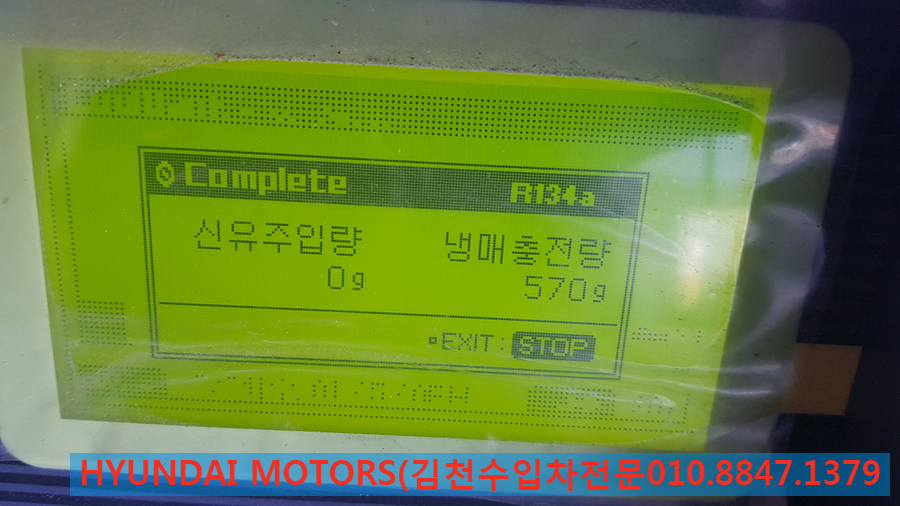 Complete R134a
신유주입량 냉매충전량
0g 570g
EXIT : STOP
HYUNDAI MOTORS(김천수입차전문010.8847.1379